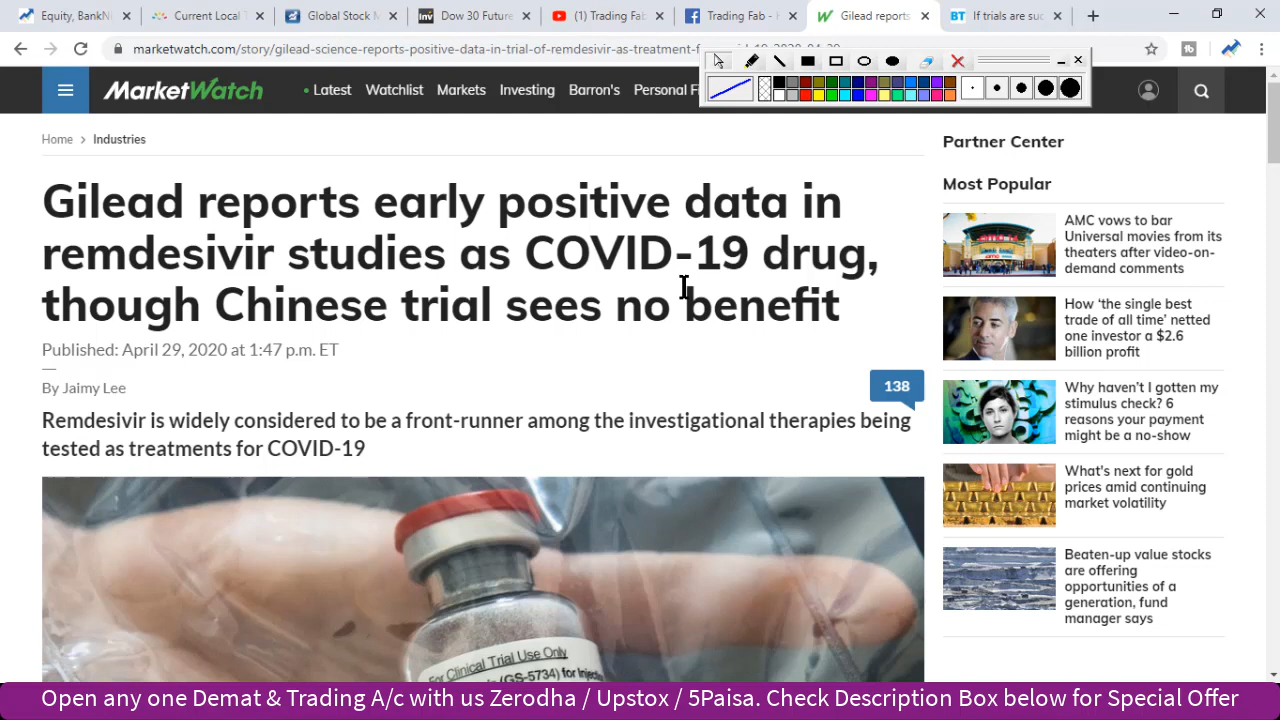 Equity, BankN
Current Local T
Global Stock M
Dow 30 Future
(1) Trading Fab
Trading Fab - H
Gilead reports
If trials are suc
marketwatch.com/story/gilead-science-reports-positive-data-in-trial-of-remdesivir-as-treatment-f
MarketWatch
• Latest Watchlist Markets Investing Barron's Personal Fi
Home > Industries
Gilead reports early positive data in
remdesivir studies as COVID-19 drug,
though Chinese trial sees no benefit
Published: April 29, 2020 at 1:47 p.m. ET
By Jaimy Lee
138
Remdesivir is widely considered to be a front-runner among the investigational therapies being
tested as treatments for COVID-19
For Clinical Trial Use Only
(GS-5734) for Injec
Partner Center
Most Popular
AMC vows to bar
Universal movies from its
theaters after video-on-
demand comments
How ‘the single best
trade of all time’ netted
one investor a $2.6
billion profit
Why haven’t I gotten my
stimulus check? 6
reasons your payment
might be a no-show
What's next for gold
prices amid continuing
market volatility
Beaten-up value stocks
are offering
opportunities of a
generation, fund
manager says
Open any one Demat & Trading A/c with us Zerodha / Upstox / 5Paisa. Check Description Box below for Special Offer